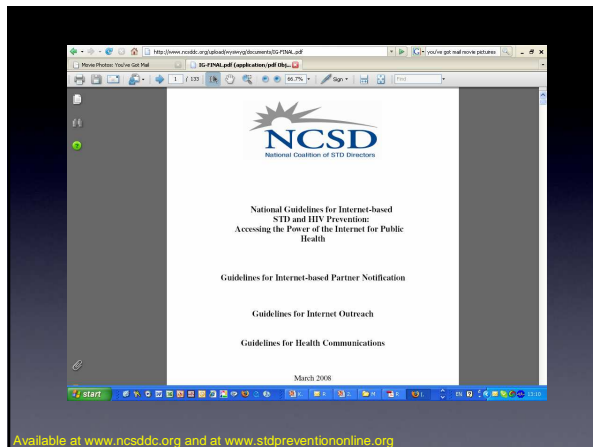 http://www.ncsddc.org/upload/wysiwyg/documents/IG-FINAL.pdf
you've got mail movie pictures
Movie Photos: You've Got Mail
IG-FINAL.pdf (application/pdf Obj...
1 / 133
66.7%
Sign
Find
NCSD
National Coalition of STD Directors
National Guidelines for Internet-based
STD and HIV Prevention:
Accessing the Power of the Internet for Public
Health
Guidelines for Internet-based Partner Notification
Guidelines for Internet Outreach
Guidelines for Health Communications
March 2008
start
EN
13:10
Available at www.ncsddc.org and at www.stdpreventiononline.org